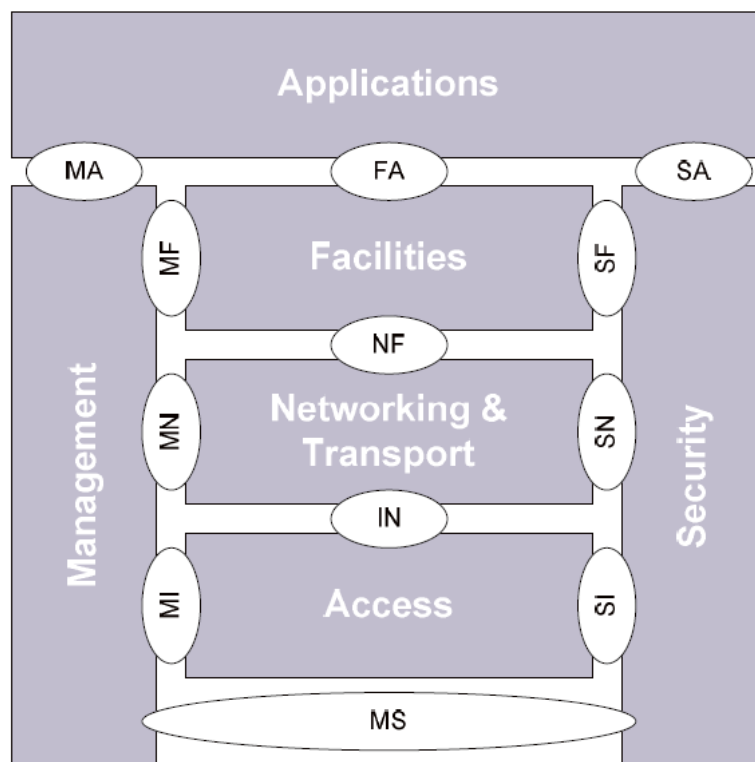 Applications
MA
FA
SA
MF
Facilities
SF
NF
Management
MN
Networking &
Transport
SN
Security
IN
MI
Access
SI
MS